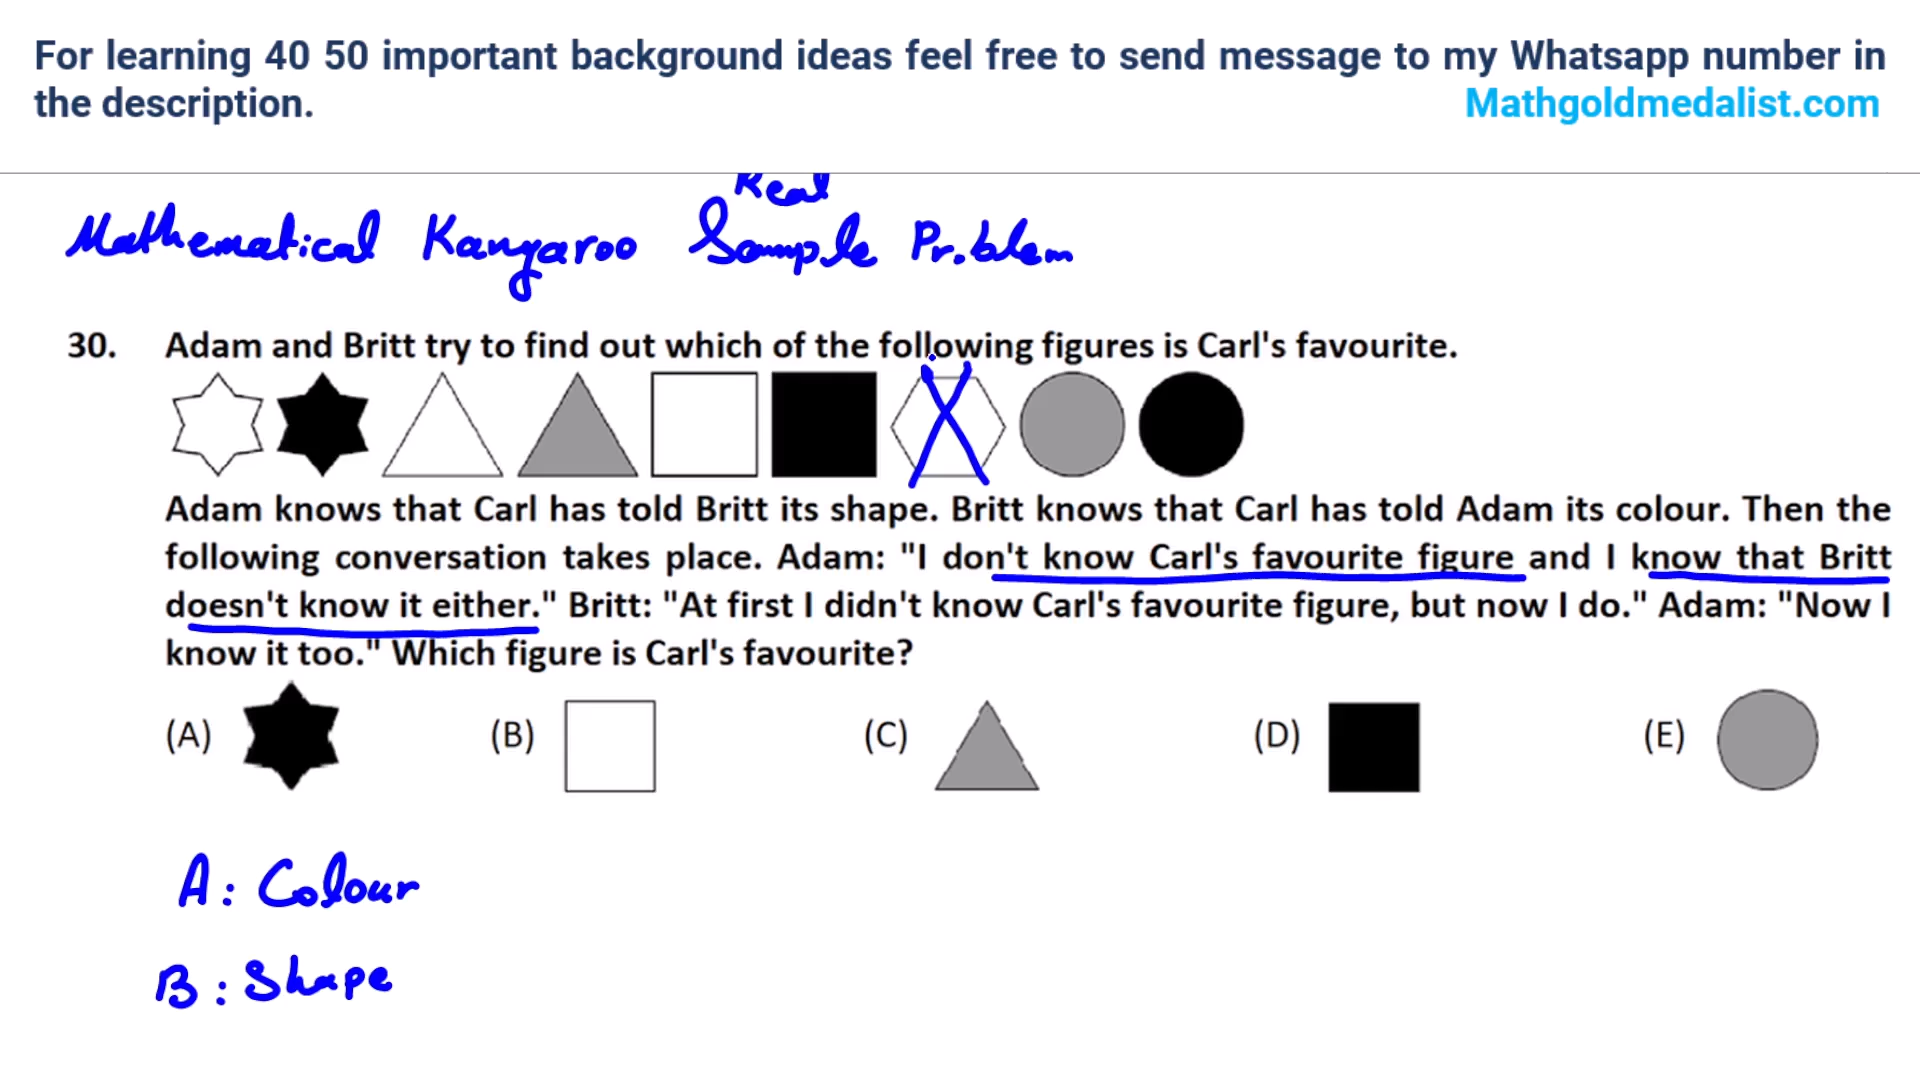 For learning 40 50 important background ideas feel free to send message to my Whatsapp number in
the description. Mathgoldmedalist.com
Real
Mathematical Kangaroo Sample Problem
30. Adam and Britt try to find out which of the following figures is Carl's favourite.
Adam knows that Carl has told Britt its shape. Britt knows that Carl has told Adam its colour. Then the
following conversation takes place. Adam: "I don't know Carl's favourite figure and I know that Britt
doesn't know it either." Britt: "At first I didn't know Carl's favourite figure, but now I do." Adam: "Now I
know it too." Which figure is Carl's favourite?
(A) (B) (C) (D) (E)
A: Colour
B: Shape